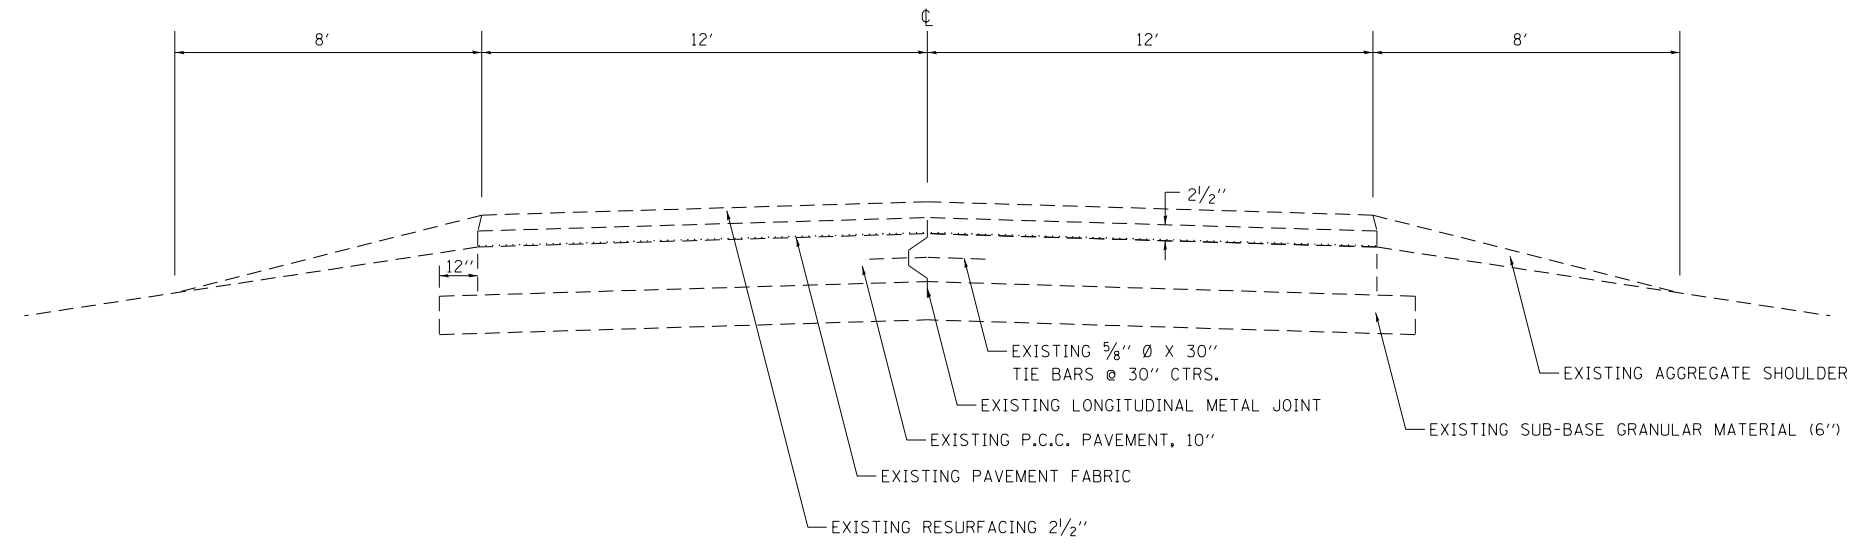 ℄
8' 12' 12' 8'
2½"
12"
EXISTING ⅝" Ø X 30"
TIE BARS @ 30" CTRS.
EXISTING AGGREGATE SHOULDER
EXISTING LONGITUDINAL METAL JOINT
EXISTING SUB-BASE GRANULAR MATERIAL (6")
EXISTING P.C.C. PAVEMENT, 10"
EXISTING PAVEMENT FABRIC
EXISTING RESURFACING 2½"